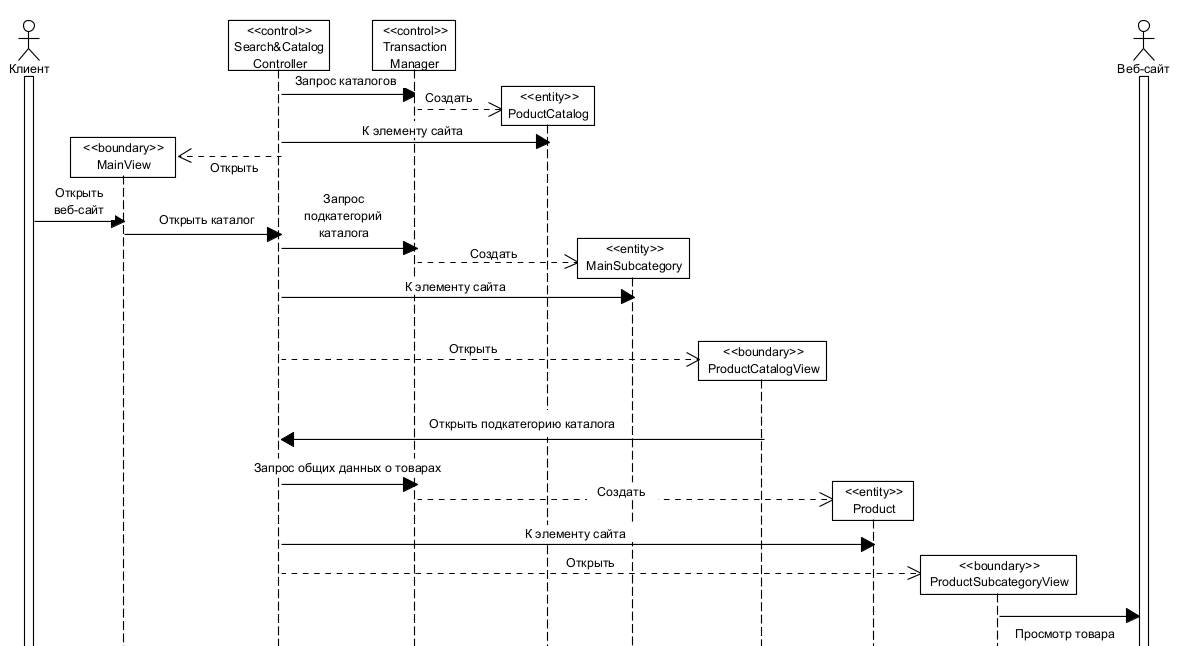 Клиент
<<control>>
Search&Catalog
Controller
<<control>>
Transaction
Manager
Веб-сайт
Запрос каталогов
Создать
<<entity>>
PoductCatalog
К элементу сайта
<<boundary>>
MainView
Открыть
Открыть
веб-сайт
Открыть каталог
Запрос
подкатегорий
каталога
Создать
<<entity>>
MainSubcategory
К элементу сайта
Открыть
<<boundary>>
ProductCatalogView
Открыть подкатегорию каталога
Запрос общих данных о товарах
Создать
<<entity>>
Product
К элементу сайта
Открыть
<<boundary>>
ProductSubcategoryView
Просмотр товара